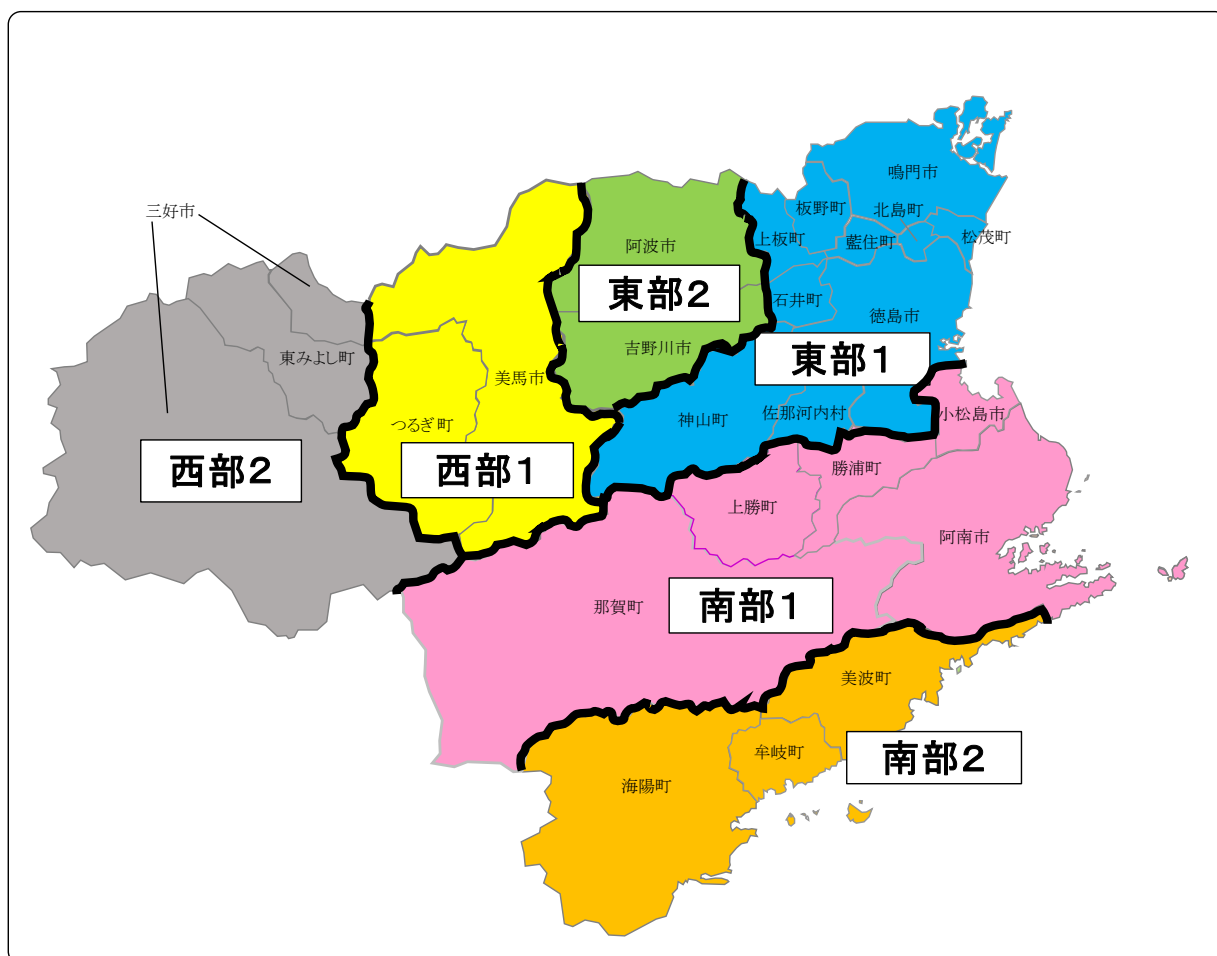 鳴門市
板野町
北島町
三好市
上板町
藍住町
松茂町
阿波市
東部2
石井町
徳島市
吉野川市
東部1
東みよし町
美馬市
つるぎ町
神山町
佐那河内村
小松島市
西部2
西部1
勝浦町
上勝町
阿南市
那賀町
南部1
美波町
牟岐町
南部2
海陽町